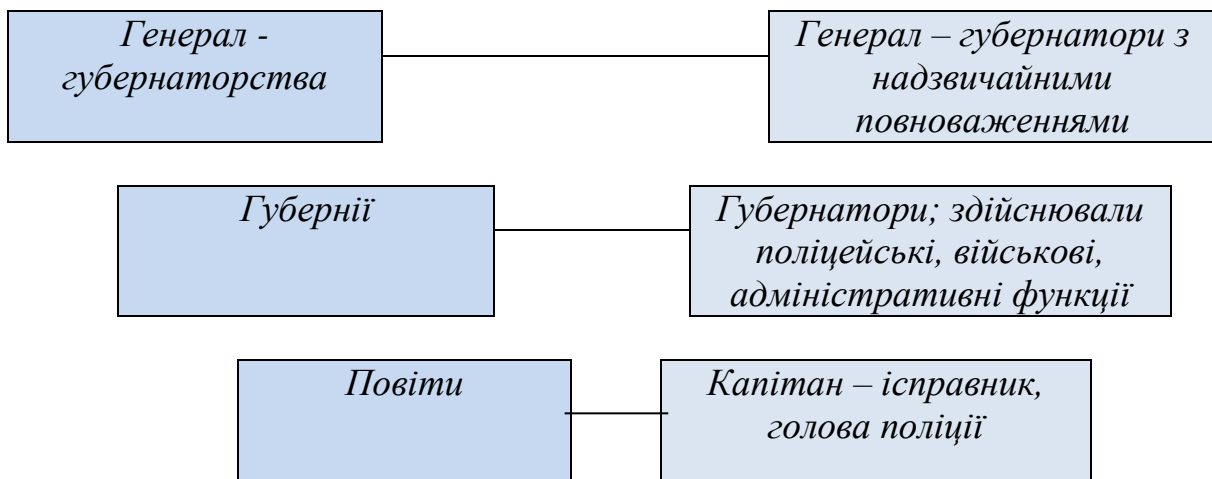 Генерал -
губернаторства
Генерал – губернатори з
надзвичайними
повноваженнями
Губернії
Губернатори; здійснювали
поліцейські, військові,
адміністративні функції
Повіти
Капітан – ісправник,
голова поліції